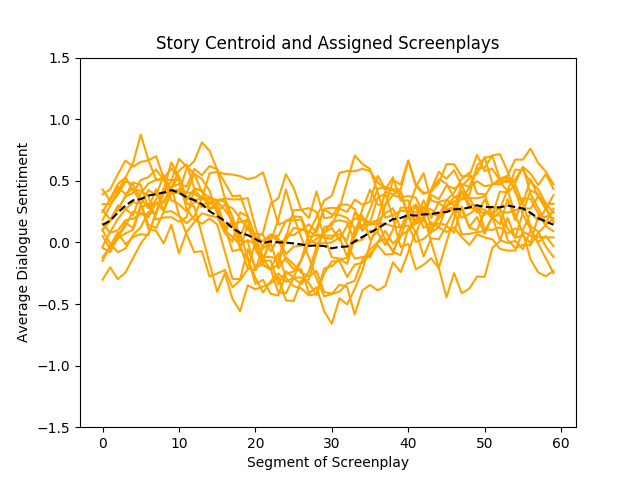 Story Centroid and Assigned Screenplays
1.5
1.0
0.5
0.0
−0.5
−1.0
−1.5
Average Dialogue Sentiment
0 10 20 30 40 50 60
Segment of Screenplay